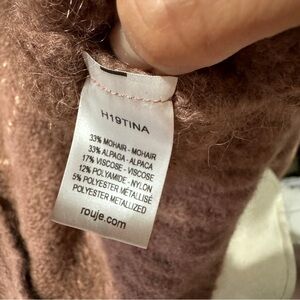 H19TINA
33% MOHAIR - MOHAIR
33% ALPAGA - ALPACA
17% VISCOSE - VISCOSE
12% POLYAMIDE - NYLON
5% POLYESTER MÉTALLISÉ
POLYESTER METALLIZED
rouje.com